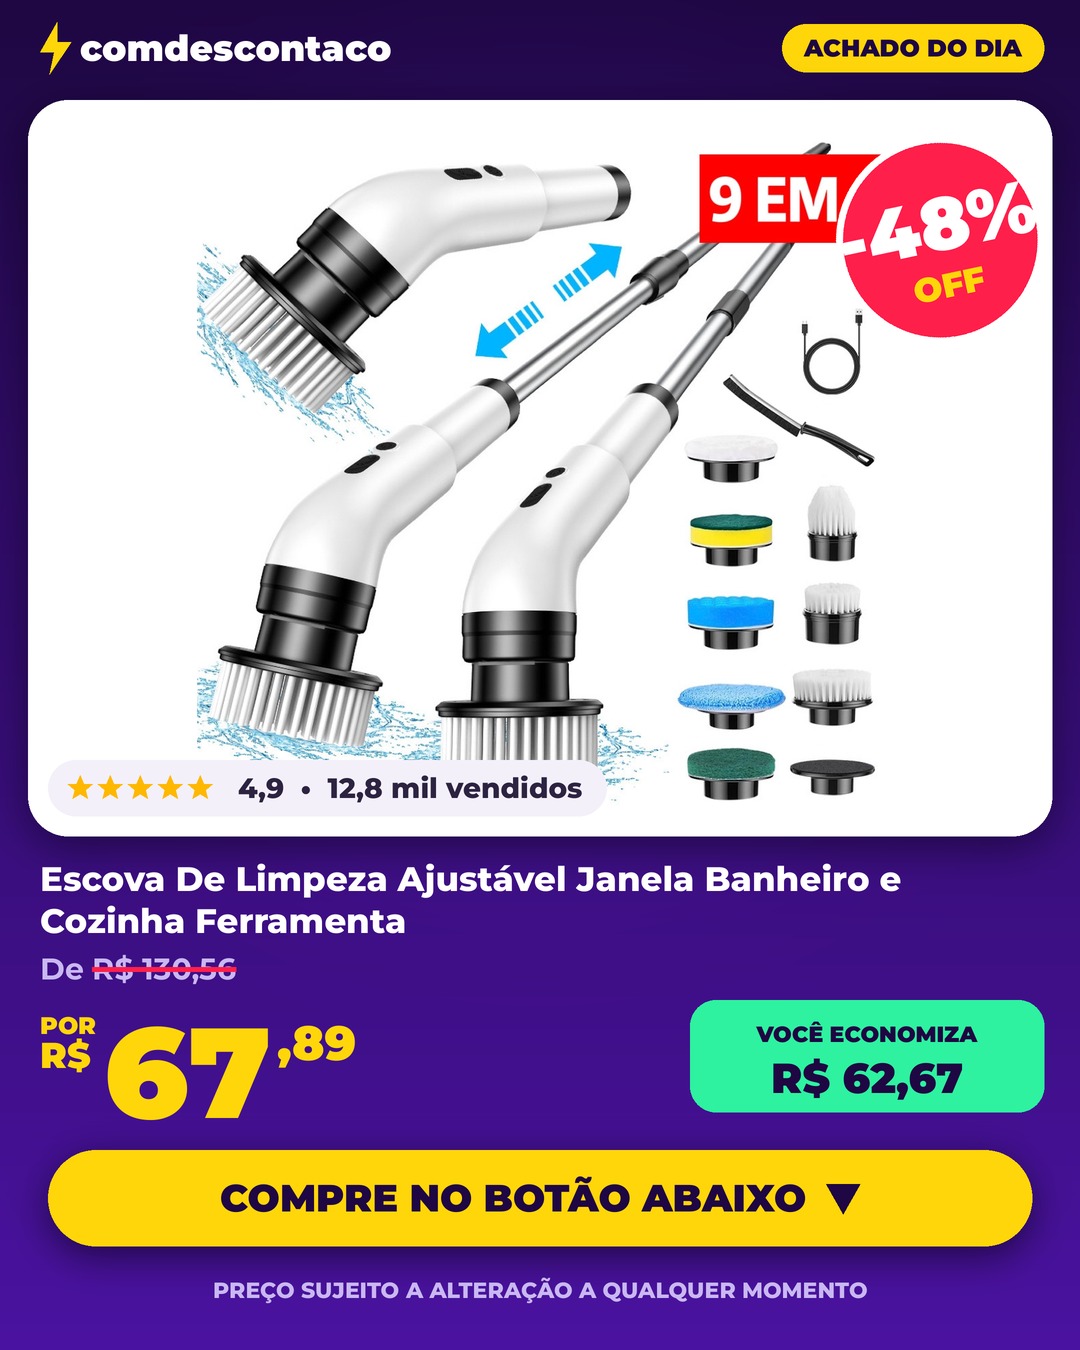 comdescontaco
ACHADO DO DIA
9 EM
-48%
OFF
4,9 • 12,8 mil vendidos
Escova De Limpeza Ajustável Janela Banheiro e
Cozinha Ferramenta
De R$ 130,56
POR
R$ 67,89
VOCÊ ECONOMIZA
R$ 62,67
COMPRE NO BOTÃO ABAIXO ▼
PREÇO SUJEITO A ALTERAÇÃO A QUALQUER MOMENTO